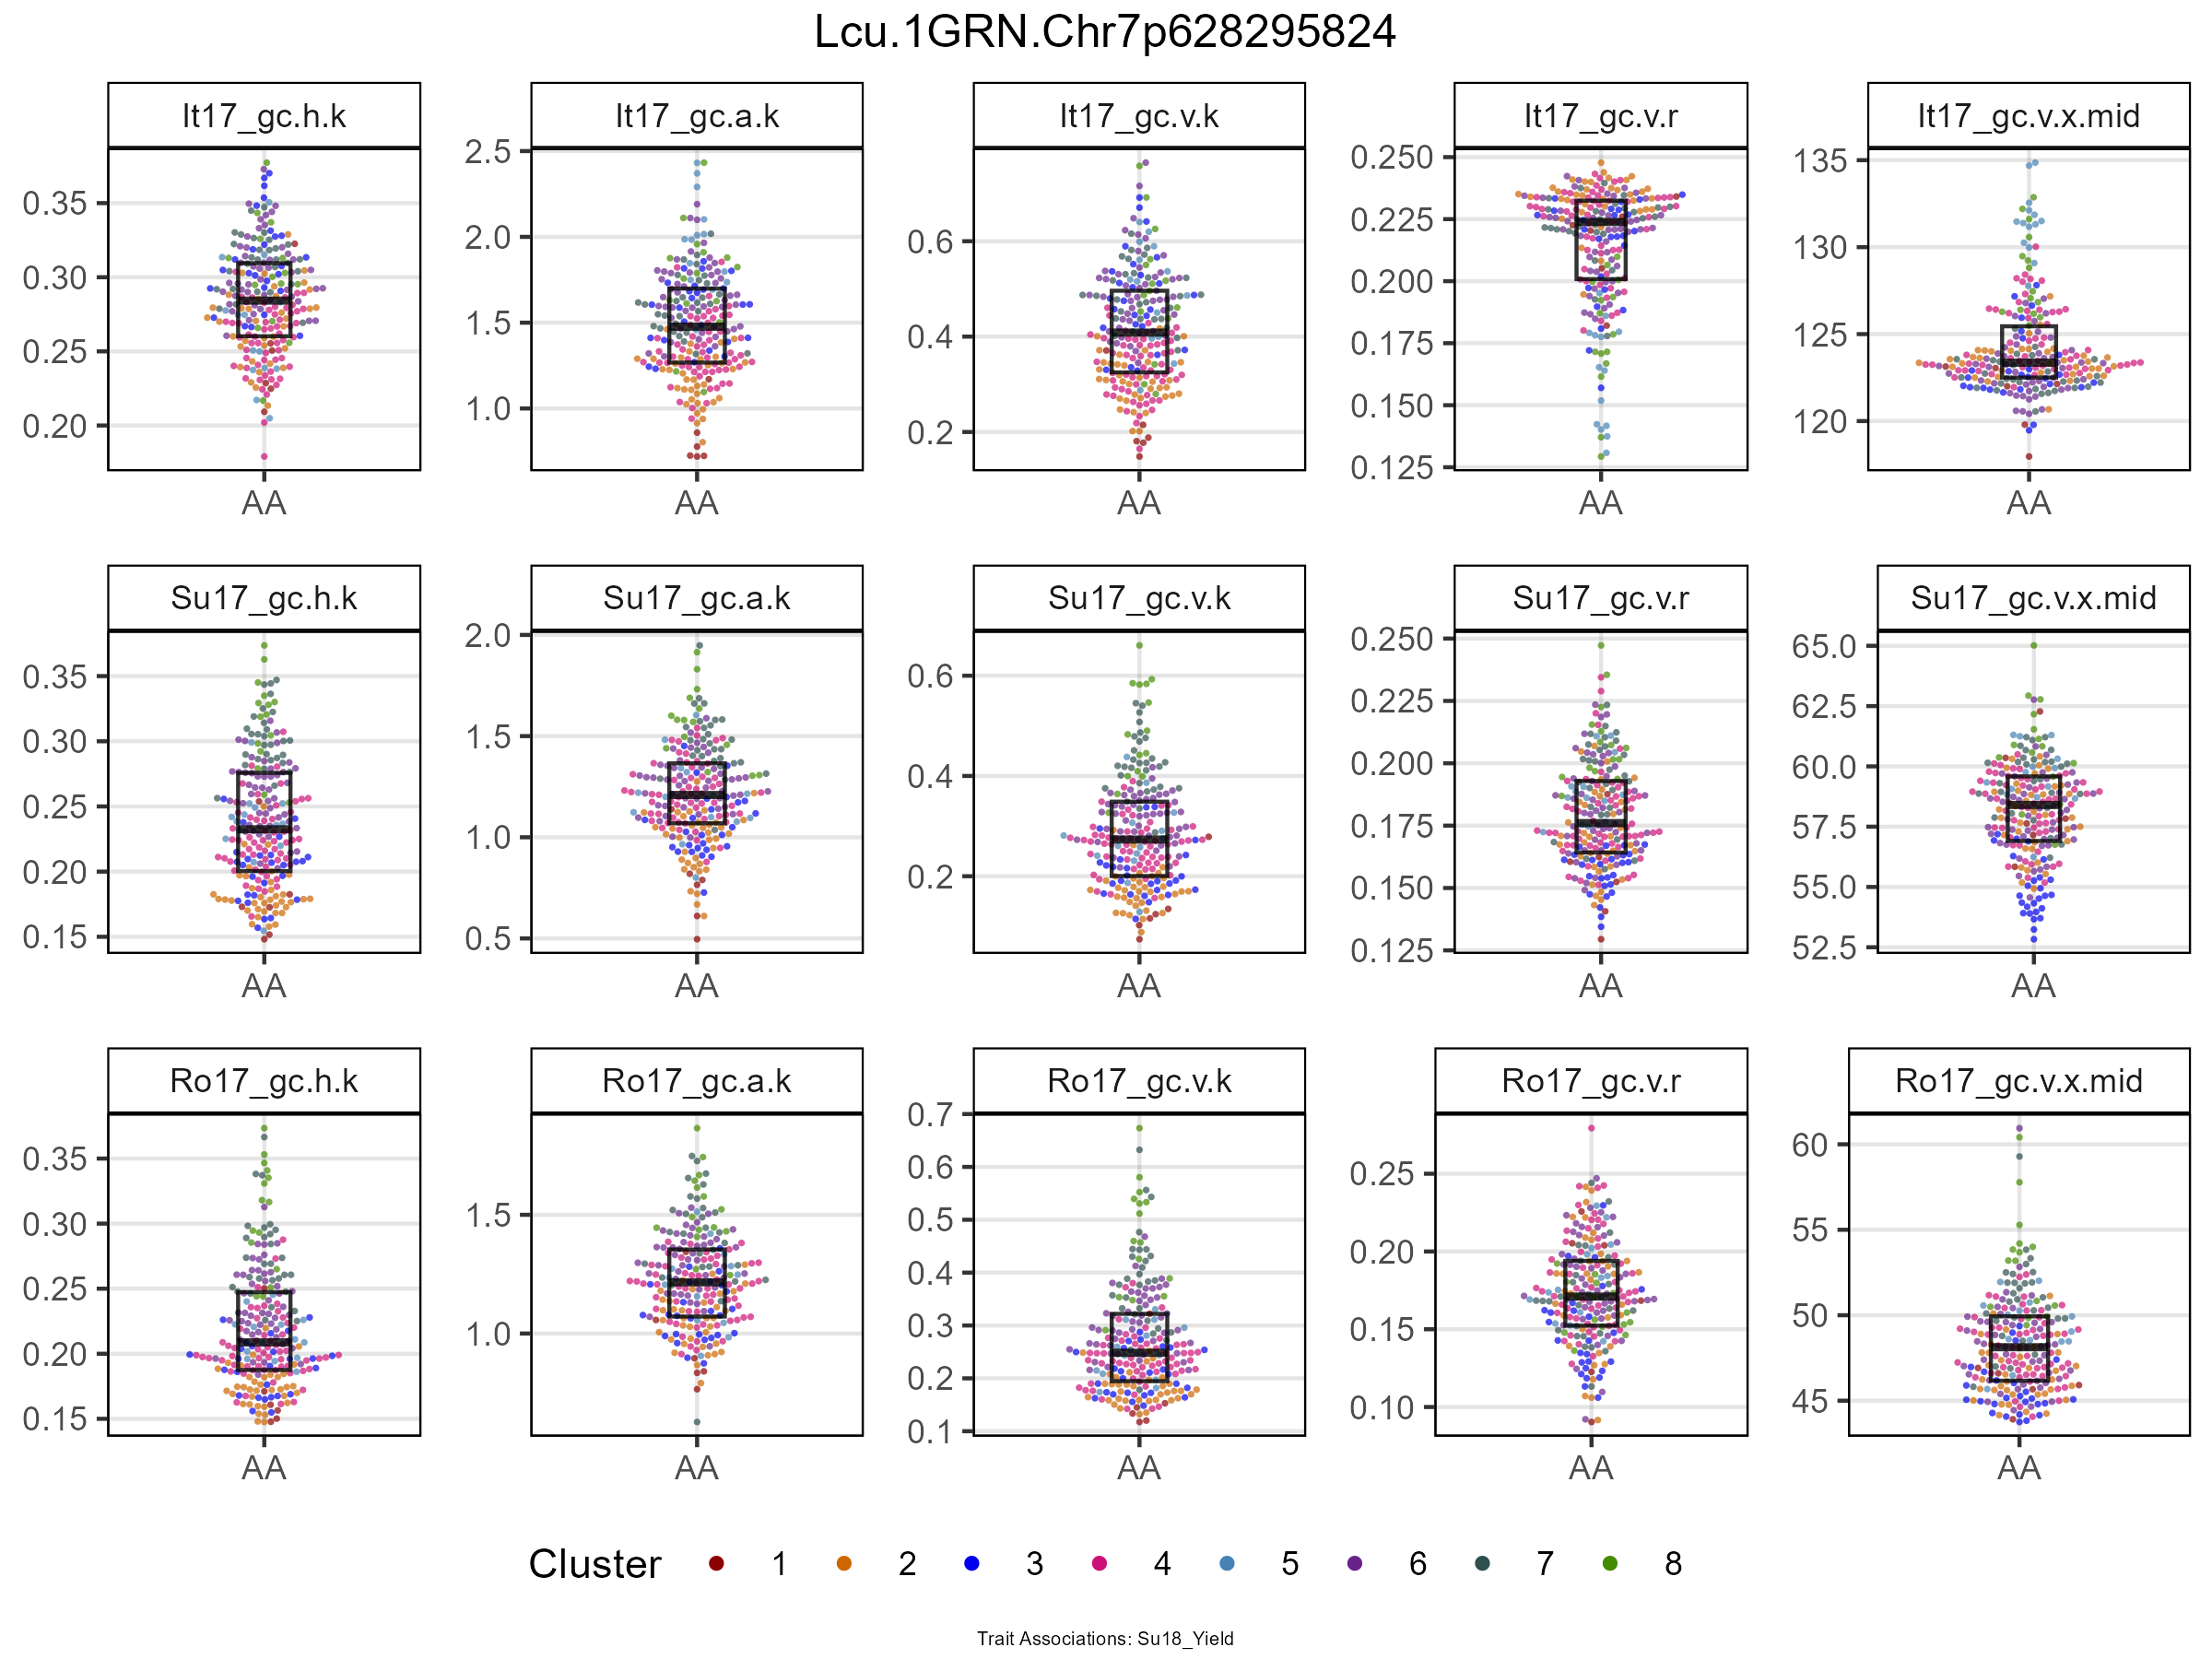 Lcu.1GRN.Chr7p628295824
It17_gc.h.k
It17_gc.a.k
It17_gc.v.k
It17_gc.v.r
It17_gc.v.x.mid
0.35
0.30
0.25
0.20
AA
2.5
2.0
1.5
1.0
AA
0.6
0.4
0.2
AA
0.250
0.225
0.200
0.175
0.150
0.125
AA
135
130
125
120
AA
Su17_gc.h.k
Su17_gc.a.k
Su17_gc.v.k
Su17_gc.v.r
Su17_gc.v.x.mid
0.35
0.30
0.25
0.20
0.15
AA
2.0
1.5
1.0
0.5
AA
0.6
0.4
0.2
AA
0.250
0.225
0.200
0.175
0.150
0.125
AA
65.0
62.5
60.0
57.5
55.0
52.5
AA
Ro17_gc.h.k
Ro17_gc.a.k
Ro17_gc.v.k
Ro17_gc.v.r
Ro17_gc.v.x.mid
0.35
0.30
0.25
0.20
0.15
AA
1.5
1.0
AA
0.7
0.6
0.5
0.4
0.3
0.2
0.1
AA
0.25
0.20
0.15
0.10
AA
60
55
50
45
AA
Cluster 1 2 3 4 5 6 7 8
Trait Associations: Su18_Yield